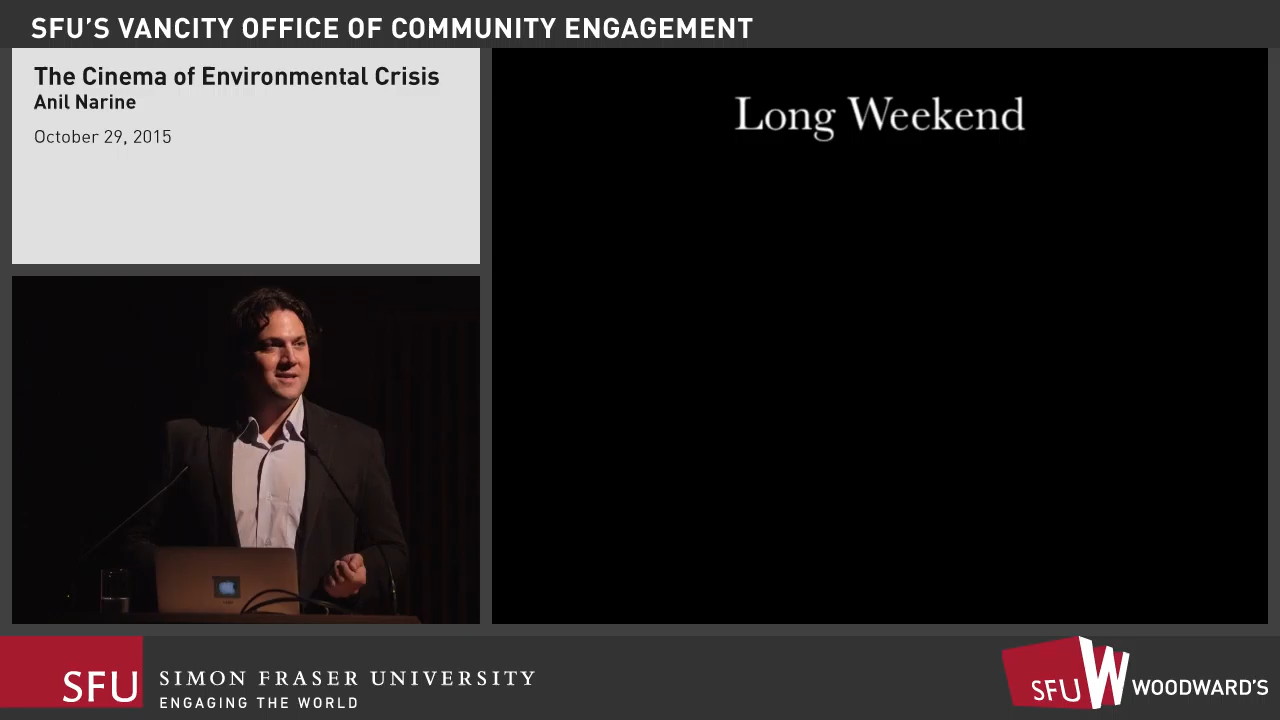 SFU'S VANCITY OFFICE OF COMMUNITY ENGAGEMENT
The Cinema of Environmental Crisis
Anil Narine
October 29, 2015
Long Weekend
SFU
SIMON FRASER UNIVERSITY
ENGAGING THE WORLD
SFU W WOODWARD'S